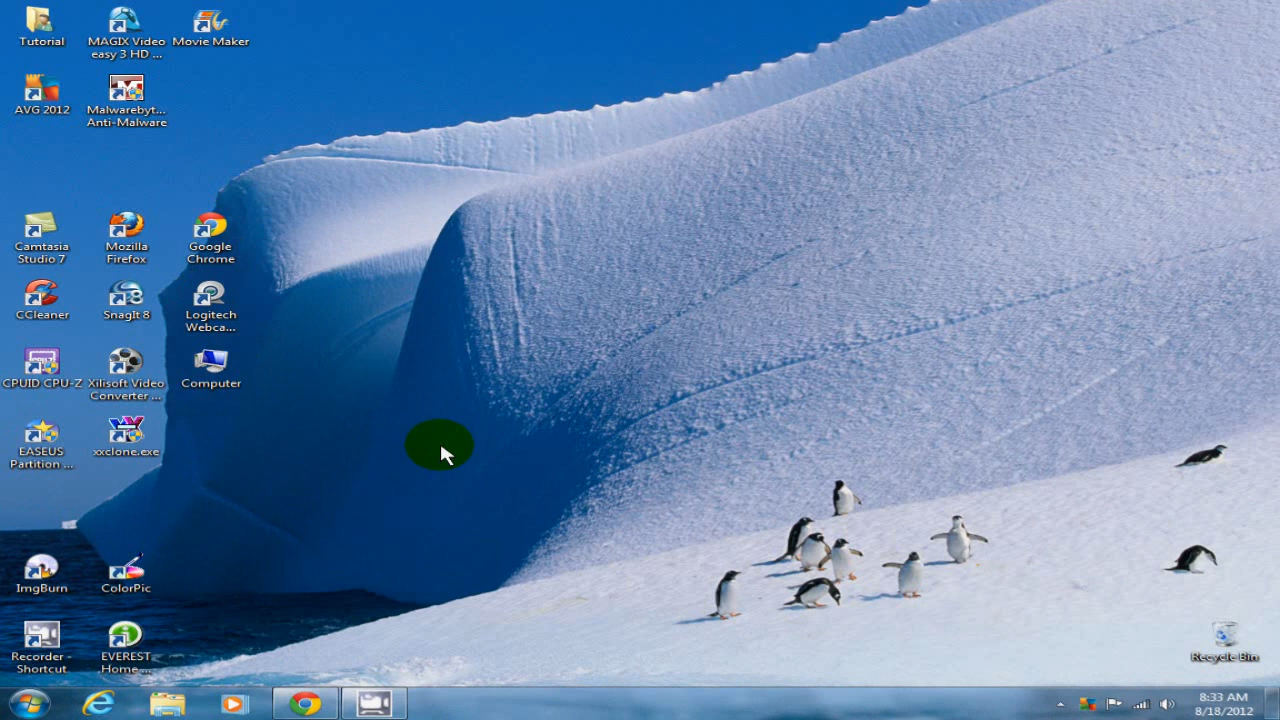 Tutorial
MAGIX Video
easy 3 HD ...
Movie Maker
AVG 2012
Malwarebyt...
Anti-Malware
Camtasia
Studio 7
Mozilla
Firefox
Google
Chrome
CCleaner
SnagIt 8
Logitech
Webca...
CPUID CPU-Z
Xilisoft Video
Converter ...
Computer
EASEUS
Partition ...
xxclone.exe
ImgBurn
ColorPic
Recorder -
Shortcut
EVEREST
Home ...
Recycle Bin
8:33 AM
8/18/2012